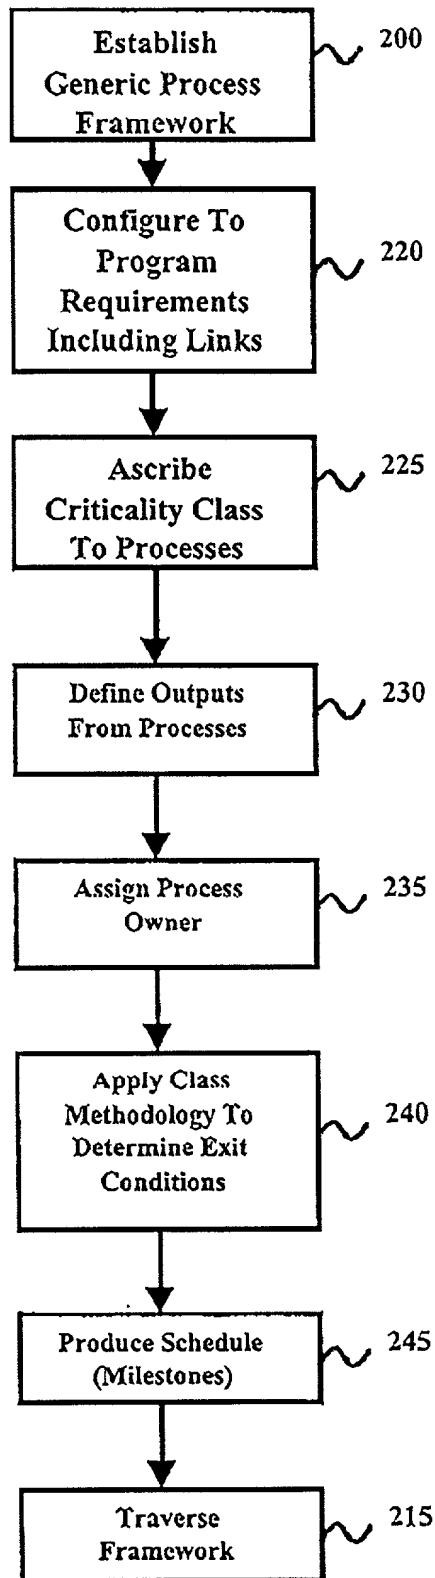 Establish
Generic Process
Framework
200
Configure To
Program
Requirements
Including Links
220
Ascribe
Criticality Class
To Processes
225
Define Outputs
From Processes
230
Assign Process
Owner
235
Apply Class
Methodology To
Determine Exit
Conditions
240
Produce Schedule
(Milestones)
245
Traverse
Framework
215